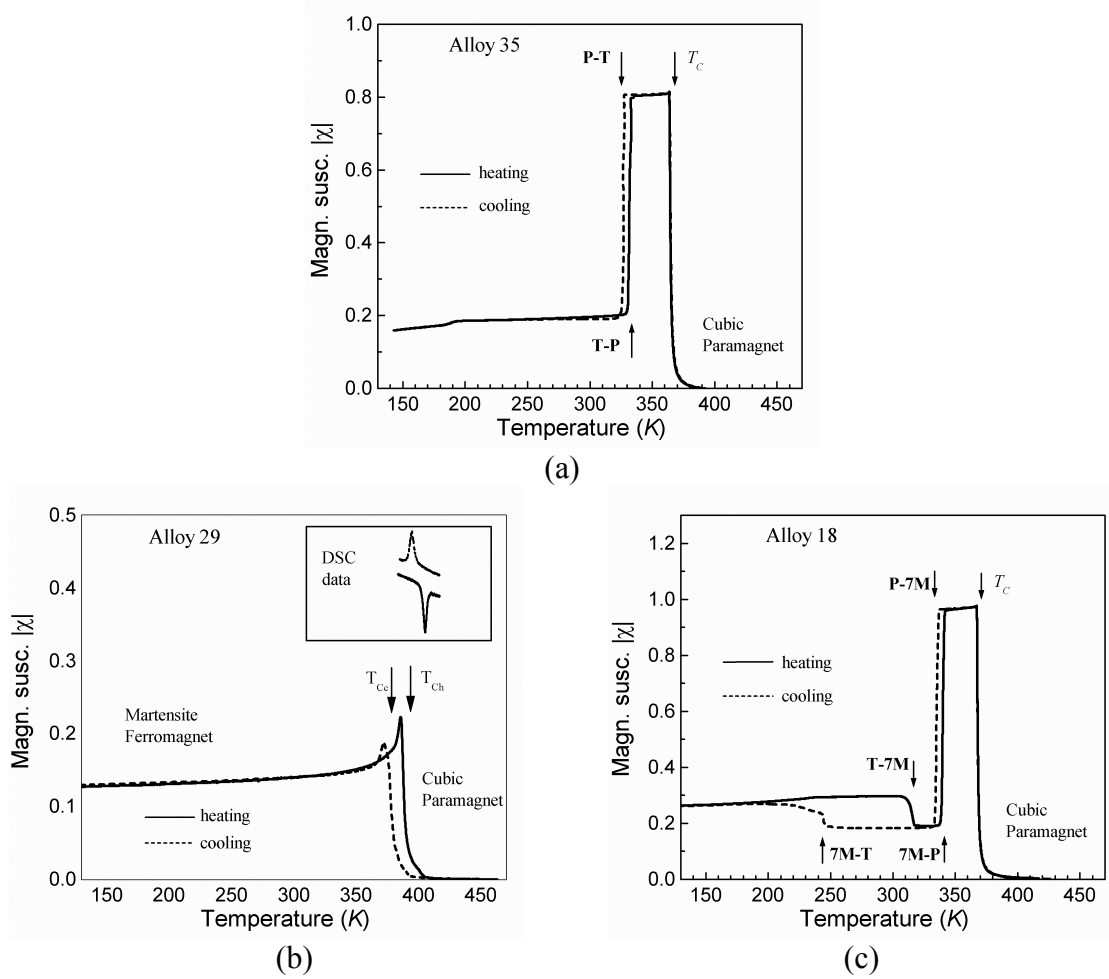 Alloy 35
P-T
T_C
heating
cooling
T-P
Cubic
Paramagnet
Magn. susc. |χ|
1.0
0.8
0.6
0.4
0.2
0.0
150 200 250 300 350 400 450
Temperature (K)
(a)
Alloy 29
DSC
data
T_Cc
T_Ch
Martensite
Ferromagnet
Cubic
Paramagnet
heating
cooling
Magn. susc. |χ|
0.5
0.4
0.3
0.2
0.1
0.0
150 200 250 300 350 400 450
Temperature (K)
(b)
Alloy 18
P-7M
T_C
heating
cooling
T-7M
7M-T
7M-P
Cubic
Paramagnet
Magn. susc. |χ|
1.2
1.0
0.8
0.6
0.4
0.2
0.0
150 200 250 300 350 400 450
Temperature (K)
(c)